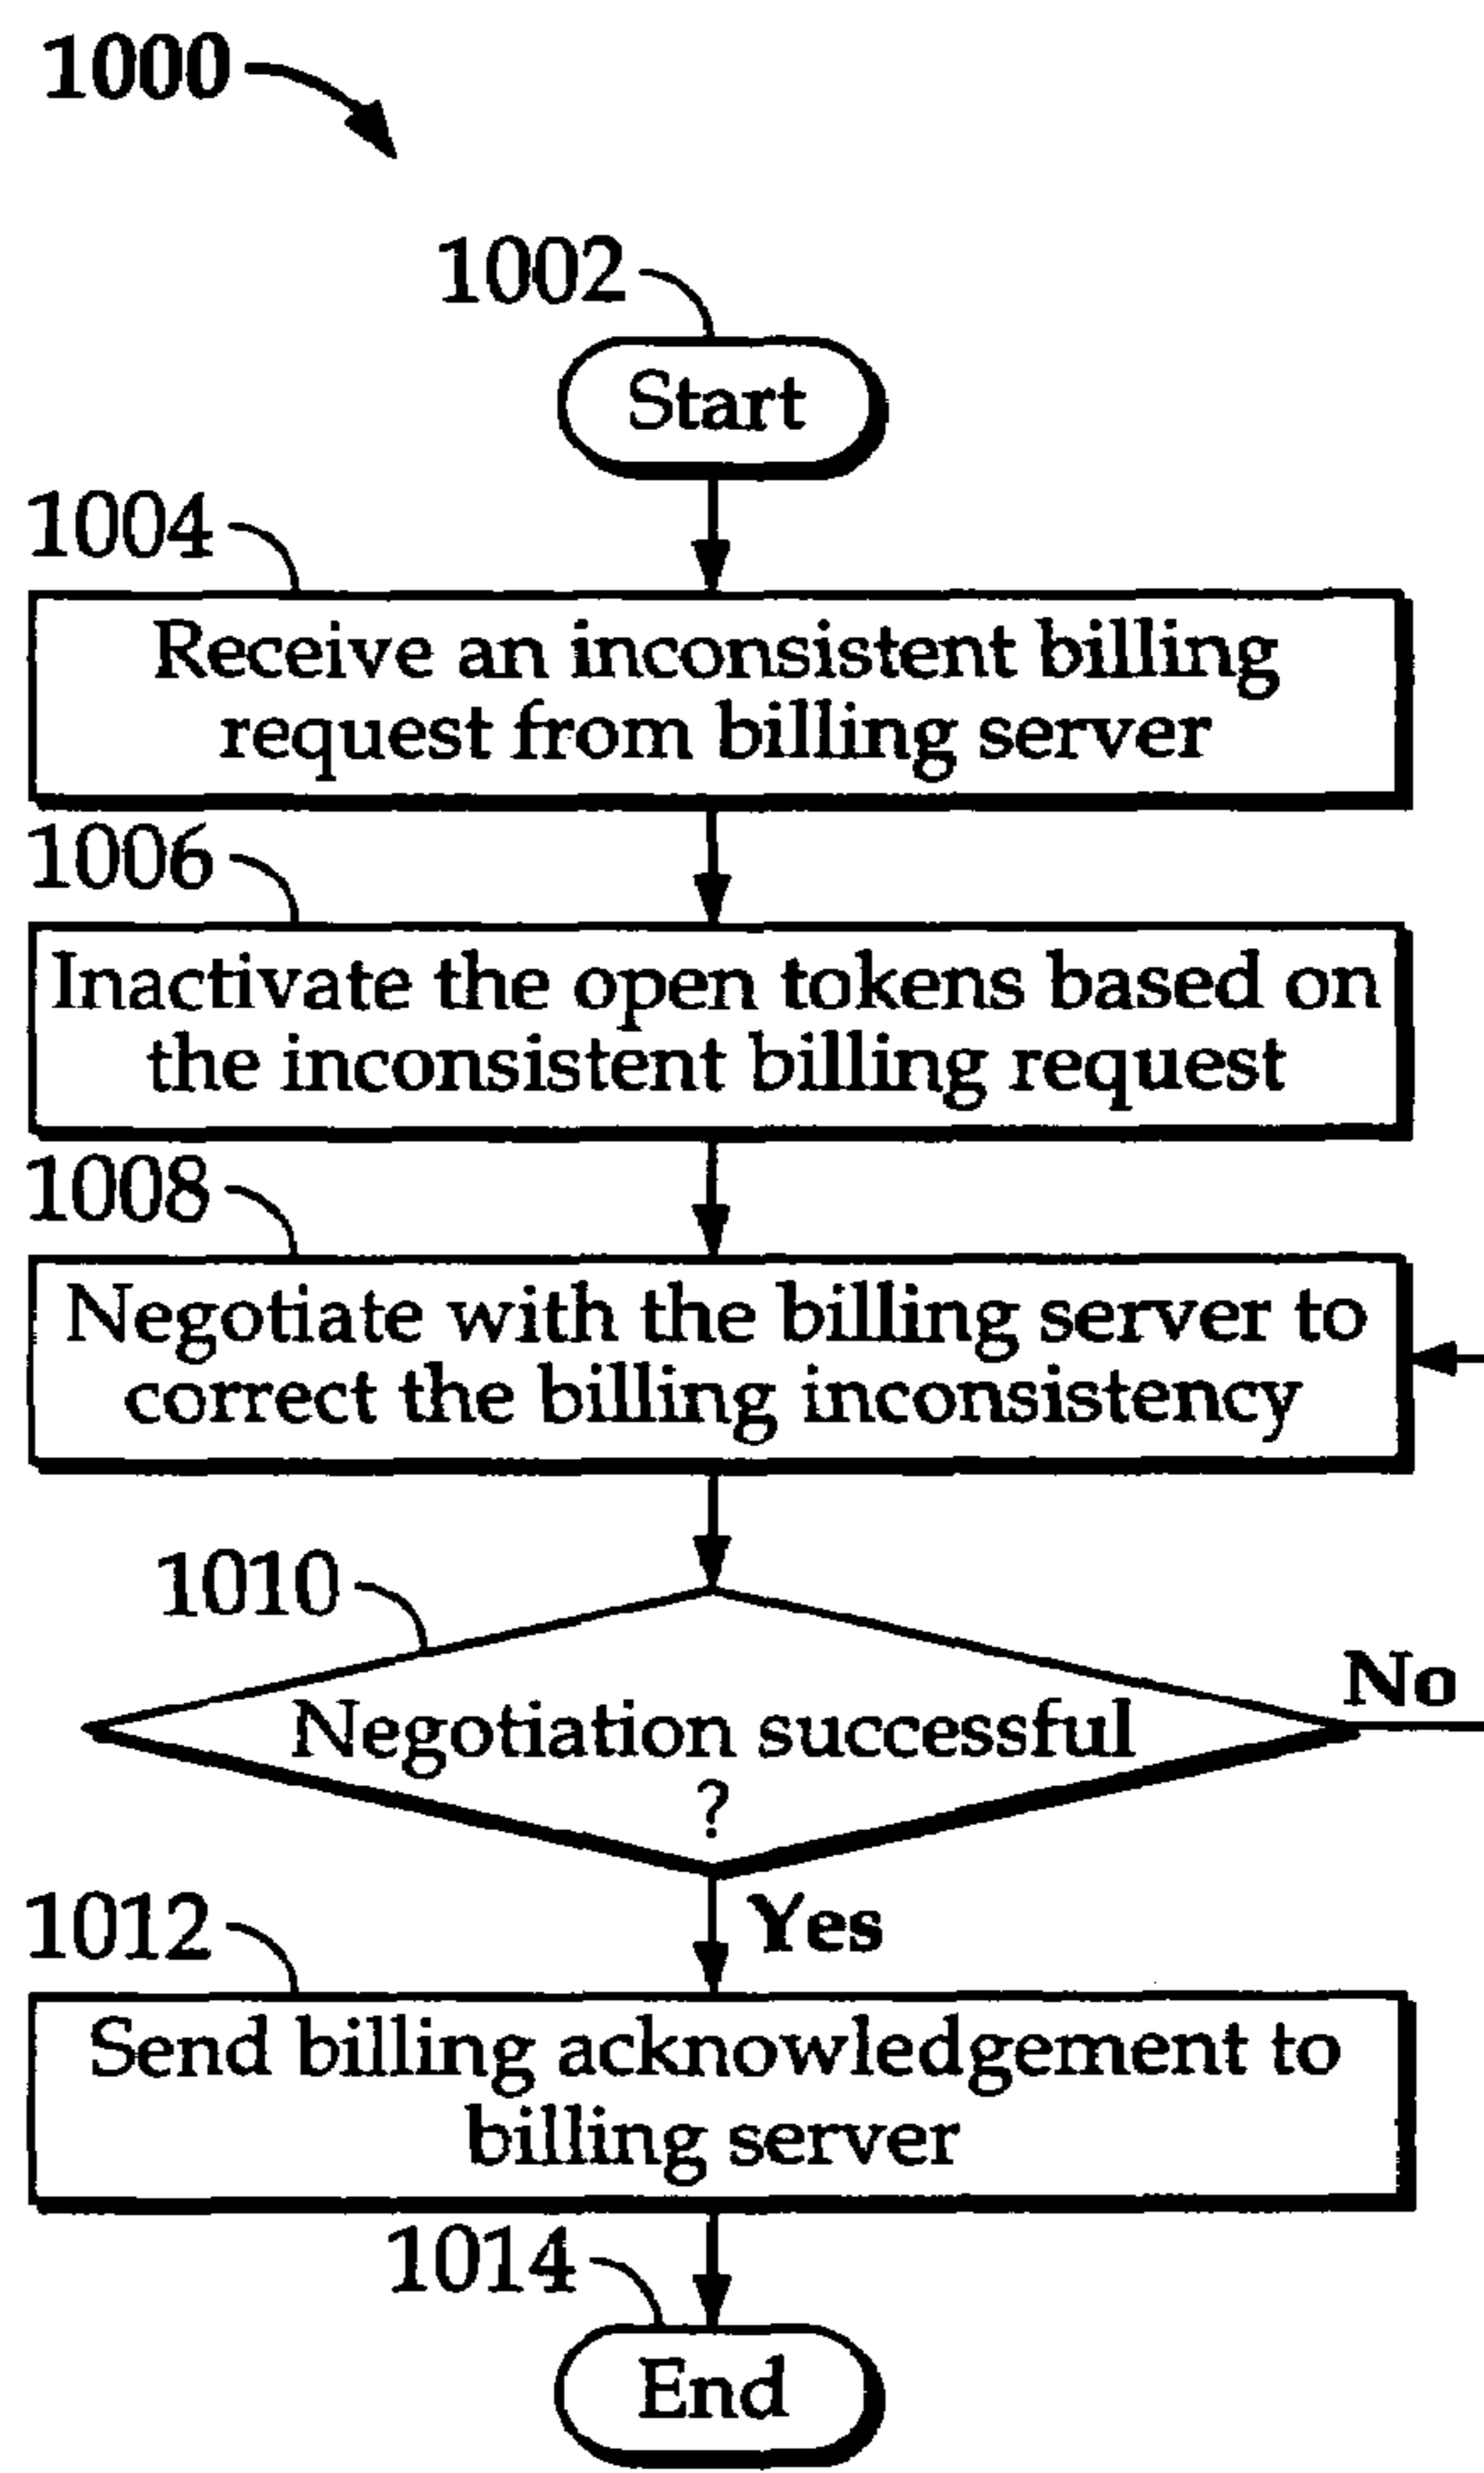 1000
1002
Start
1004
Receive an inconsistent billing
request from billing server
1006
Inactivate the open tokens based on
the inconsistent billing request
1008
Negotiate with the billing server to
correct the billing inconsistency
1010
Negotiation successful
?
No
Yes
1012
Send billing acknowledgement to
billing server
1014
End